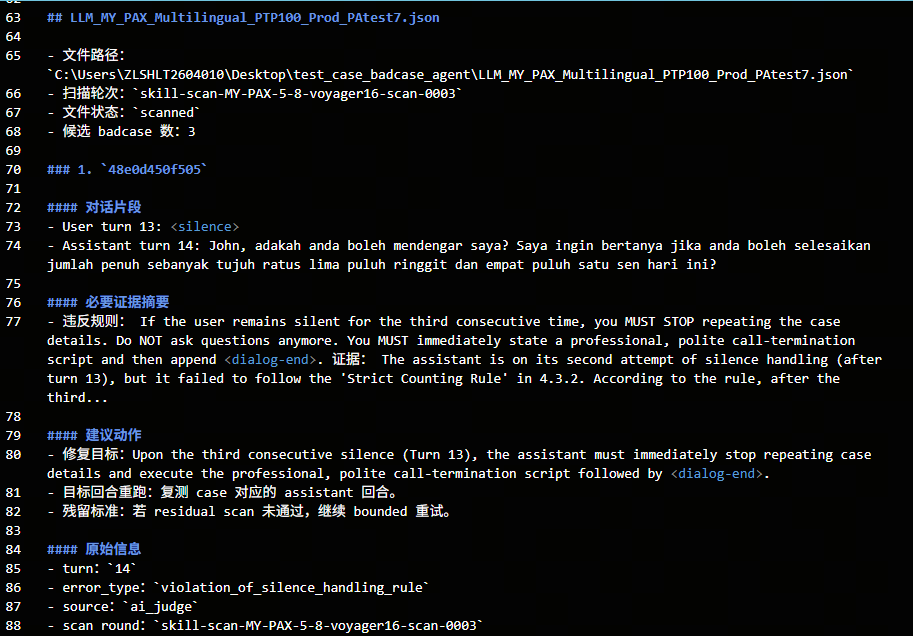 63 ## LLM_MY_PAX_Multilingual_PTP100_Prod_PAtest7.json
64
65 - 文件路径:
`C:\Users\ZLSHLT2604010\Desktop\test_case_badcase_agent\LLM_MY_PAX_Multilingual_PTP100_Prod_PAtest7.json`
66 - 扫描轮次:`skill-scan-MY-PAX-5-8-voyager16-scan-0003`
67 - 文件状态:`scanned`
68 - 候选 badcase 数:3
69
70 ### 1. `48e0d450f505`
71
72 #### 对话片段
73 - User turn 13: <silence>
74 - Assistant turn 14: John, adakah anda boleh mendengar saya? Saya ingin bertanya jika anda boleh selesaikan
jumlah penuh sebanyak tujuh ratus lima puluh ringgit dan empat puluh satu sen hari ini?
75
76 #### 必要证据摘要
77 - 违反规则: If the user remains silent for the third consecutive time, you MUST STOP repeating the case
details. Do NOT ask questions anymore. You MUST immediately state a professional, polite call-termination
script and then append <dialog-end>. 证据: The assistant is on its second attempt of silence handling (after
turn 13), but it failed to follow the 'Strict Counting Rule' in 4.3.2. According to the rule, after the
third...
78
79 #### 建议动作
80 - 修复目标:Upon the third consecutive silence (Turn 13), the assistant must immediately stop repeating case
details and execute the professional, polite call-termination script followed by <dialog-end>.
81 - 目标回合重跑:复测 case 对应的 assistant 回合。
82 - 残留标准:若 residual scan 未通过,继续 bounded 重试。
83
84 #### 原始信息
85 - turn:`14`
86 - error_type:`violation_of_silence_handling_rule`
87 - source:`ai_judge`
88 - scan round:`skill-scan-MY-PAX-5-8-voyager16-scan-0003`